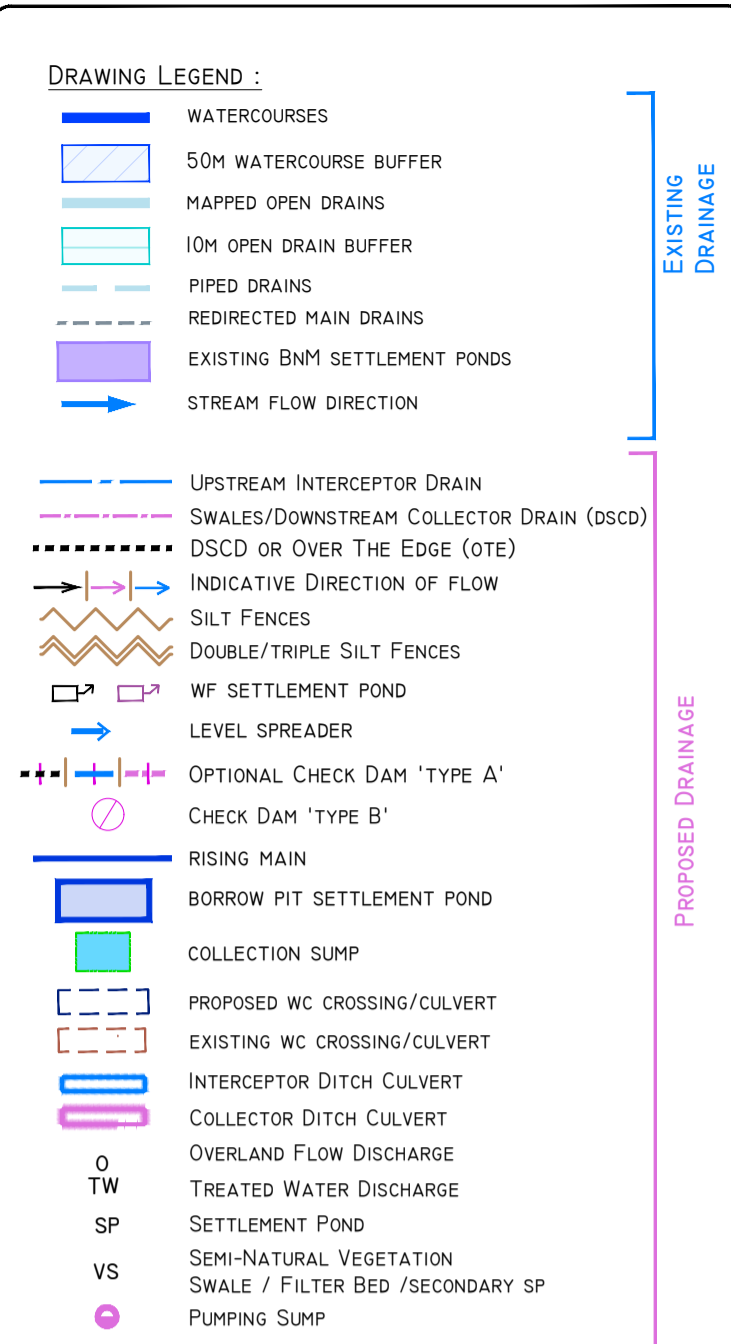 DRAWING LEGEND :
WATERCOURSES
50M WATERCOURSE BUFFER
MAPPED OPEN DRAINS
10M OPEN DRAIN BUFFER
PIPED DRAINS
REDIRECTED MAIN DRAINS
EXISTING BNM SETTLEMENT PONDS
STREAM FLOW DIRECTION
EXISTING
DRAINAGE
UPSTREAM INTERCEPTOR DRAIN
SWALES/DOWNSTREAM COLLECTOR DRAIN (DSCD)
DSCD OR OVER THE EDGE (OTE)
INDICATIVE DIRECTION OF FLOW
SILT FENCES
DOUBLE/TRIPLE SILT FENCES
WF SETTLEMENT POND
LEVEL SPREADER
OPTIONAL CHECK DAM 'TYPE A'
CHECK DAM 'TYPE B'
RISING MAIN
BORROW PIT SETTLEMENT POND
COLLECTION SUMP
PROPOSED WC CROSSING/CULVERT
EXISTING WC CROSSING/CULVERT
INTERCEPTOR DITCH CULVERT
COLLECTOR DITCH CULVERT
O OVERLAND FLOW DISCHARGE
TW TREATED WATER DISCHARGE
SP SETTLEMENT POND
VS SEMI-NATURAL VEGETATION
SWALE / FILTER BED /SECONDARY SP
PUMPING SUMP
PROPOSED DRAINAGE